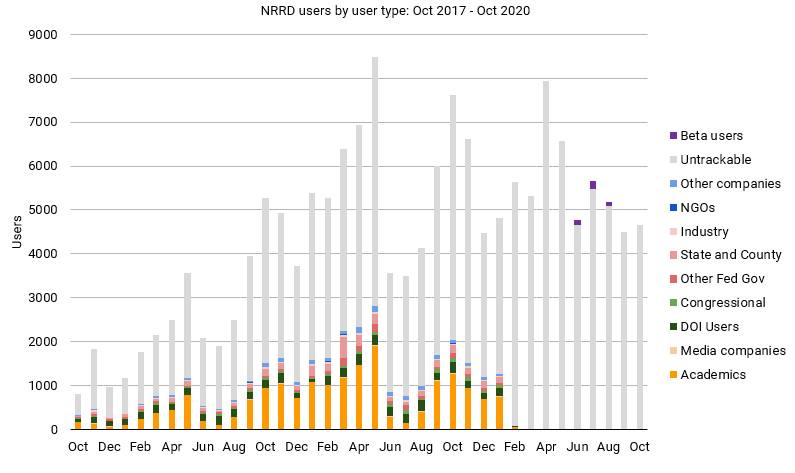 NRRD users by user type: Oct 2017 - Oct 2020
9000
8000
7000
6000
5000
4000
3000
2000
1000
0
Users
Oct Dec Feb Apr Jun Aug Oct Dec Feb Apr Jun Aug Oct Dec Feb Apr Jun Aug Oct
Beta users
Untrackable
Other companies
NGOs
Industry
State and County
Other Fed Gov
Congressional
DOI Users
Media companies
Academics